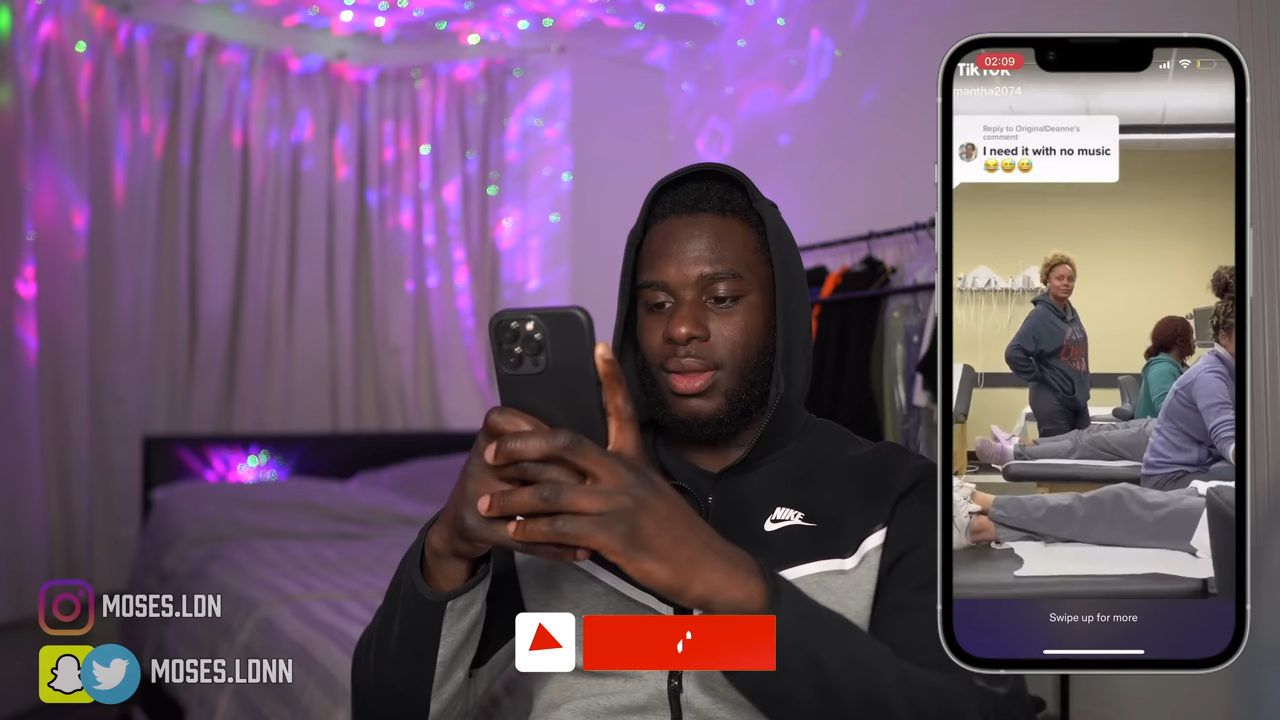 02:09
TikTok
mantha2074
Reply to OriginalDeanne's
comment
I need it with no music
😂😅😅
NIKE
MOSES.LDN
MOSES.LDNN
Swipe up for more